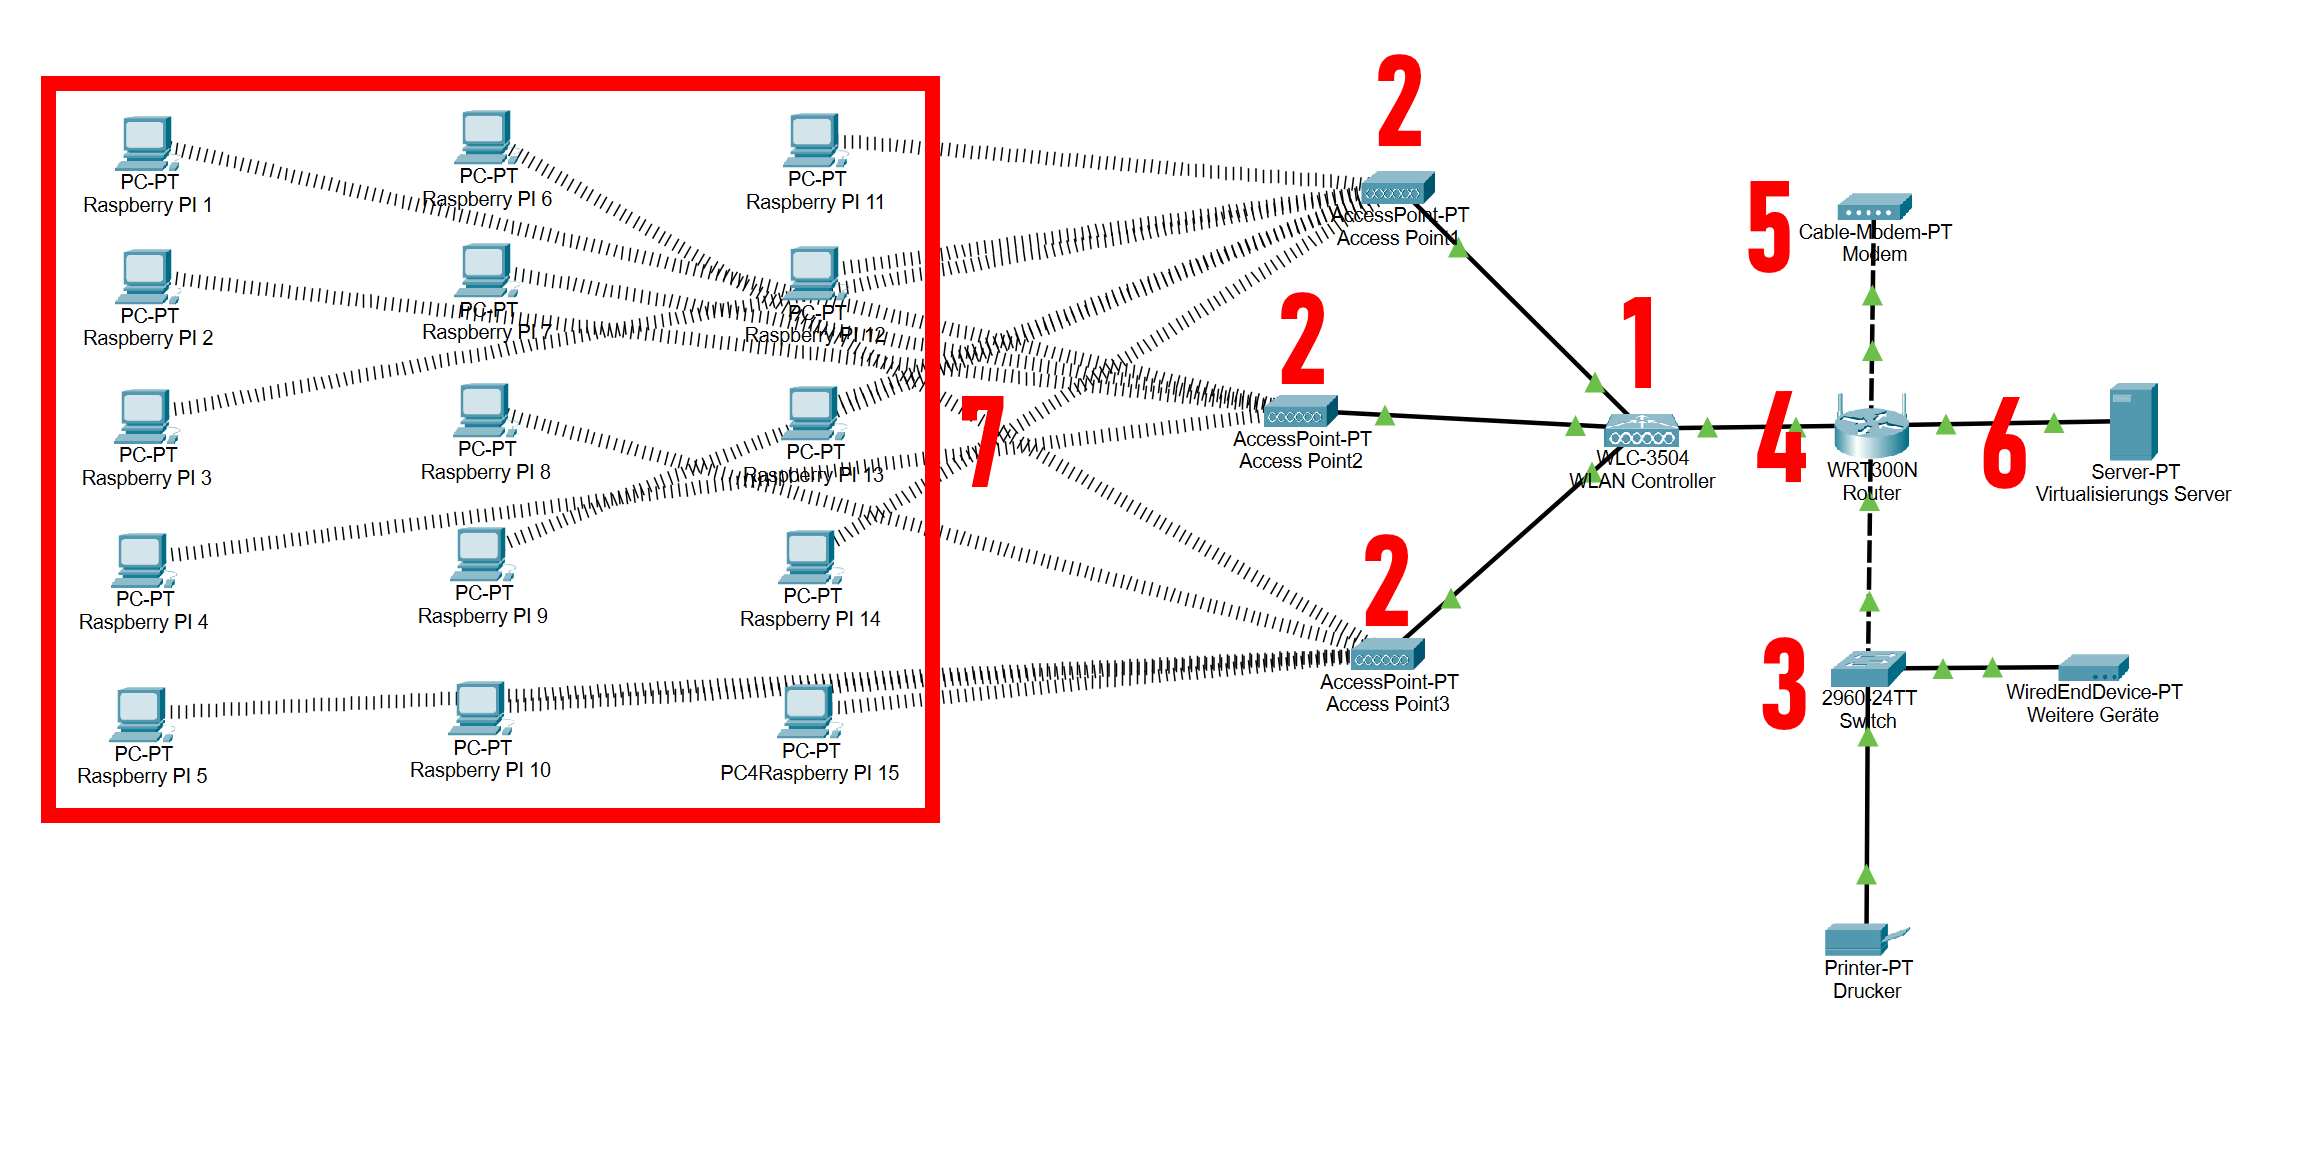 PC-PT
Raspberry PI 1
PC-PT
Raspberry PI 6
PC-PT
Raspberry PI 11
PC-PT
Raspberry PI 2
PC-PT
Raspberry PI 7
PC-PT
Raspberry PI 12
PC-PT
Raspberry PI 3
PC-PT
Raspberry PI 8
PC-PT
Raspberry PI 13
PC-PT
Raspberry PI 4
PC-PT
Raspberry PI 9
PC-PT
Raspberry PI 14
PC-PT
Raspberry PI 5
PC-PT
Raspberry PI 10
PC-PT
PC4Raspberry PI 15
7
2
AccessPoint-PT
Access Point1
2
AccessPoint-PT
Access Point2
2
AccessPoint-PT
Access Point3
1
WLC-3504
WLAN Controller
5
Cable-Modem-PT
Modem
4
WRT300N
Router
6
Server-PT
Virtualisierungs Server
3
2960-24TT
Switch
WiredEndDevice-PT
Weitere Geräte
Printer-PT
Drucker